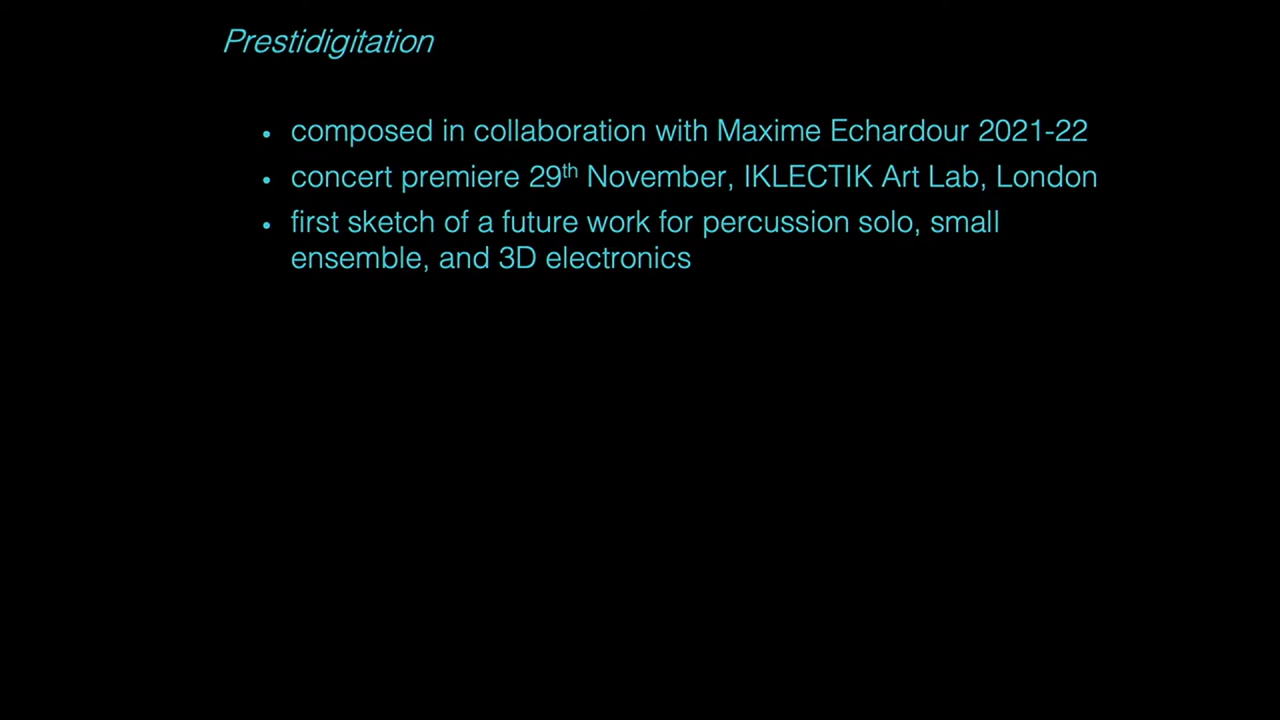 Prestidigitation
• composed in collaboration with Maxime Echardour 2021-22
• concert premiere 29th November, IKLECTIK Art Lab, London
• first sketch of a future work for percussion solo, small
ensemble, and 3D electronics